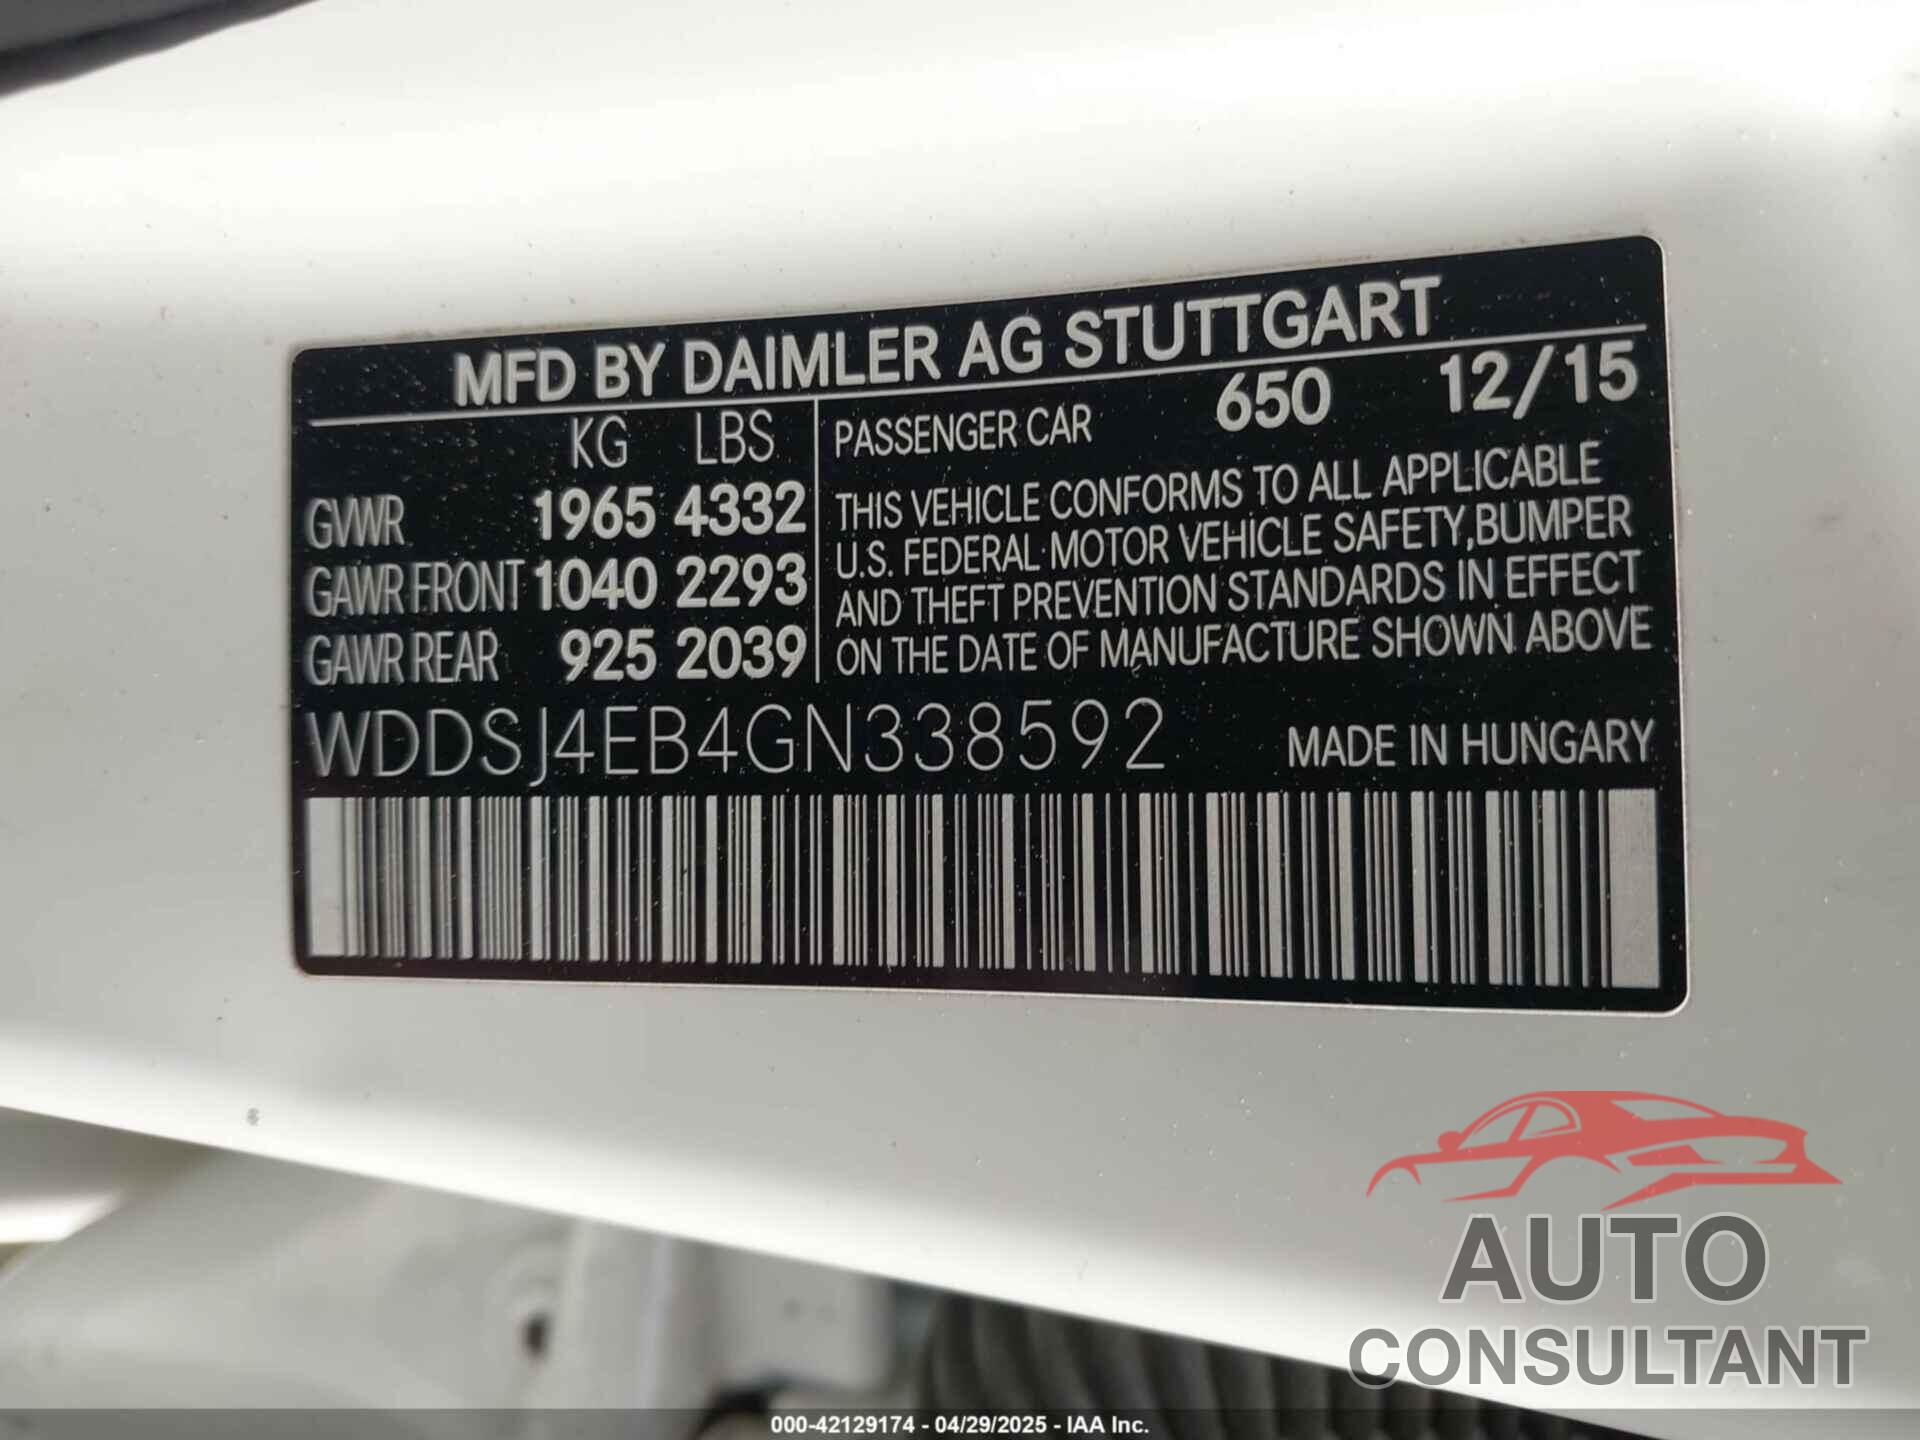 MFD BY DAIMLER AG STUTTGART
KG LBS
GVWR 1965 4332
GAWR FRONT 1040 2293
GAWR REAR 925 2039
PASSENGER CAR 650 12/15
THIS VEHICLE CONFORMS TO ALL APPLICABLE
U.S. FEDERAL MOTOR VEHICLE SAFETY, BUMPER
AND THEFT PREVENTION STANDARDS IN EFFECT
ON THE DATE OF MANUFACTURE SHOWN ABOVE
WDDSJ4EB4GN338592 MADE IN HUNGARY
AUTO
CONSULTANT
000-42129174 - 04/29/2025 - IAA Inc.